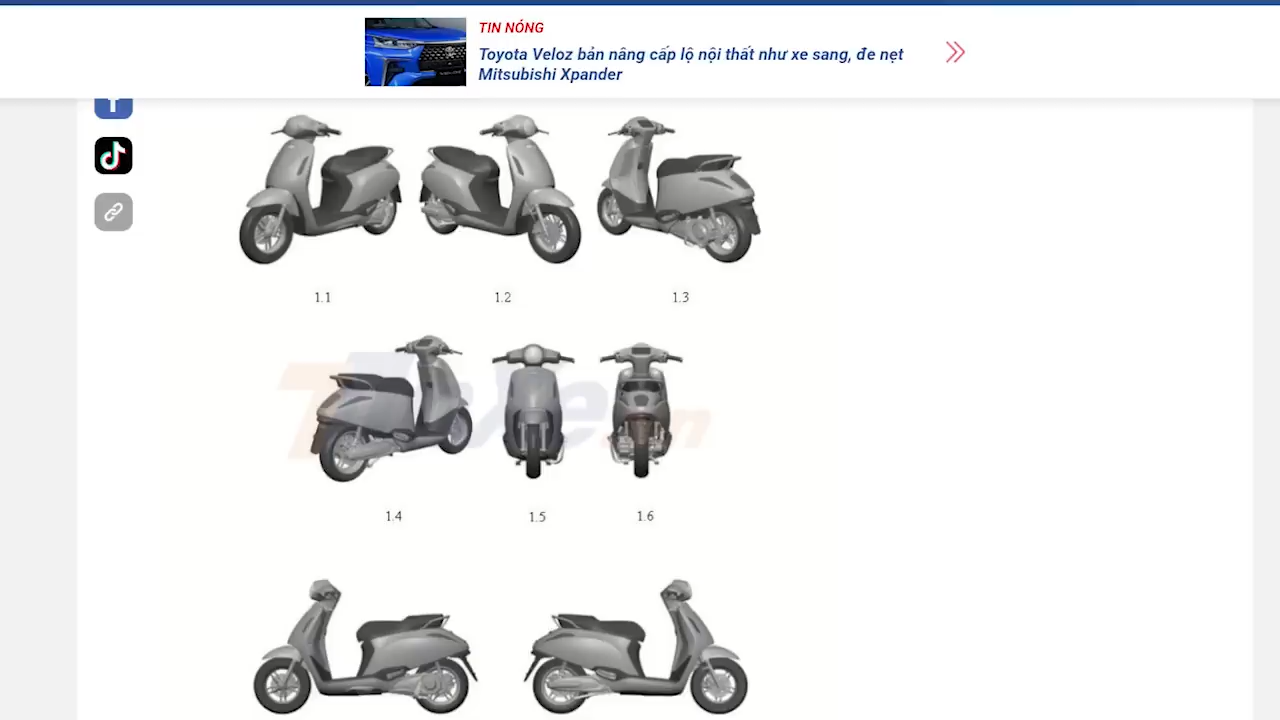 TIN NÓNG
Toyota Veloz bản nâng cấp lộ nội thất như xe sang, đe nẹt
Mitsubishi Xpander
1.1
1.2
1.3
1.4
1.5
1.6